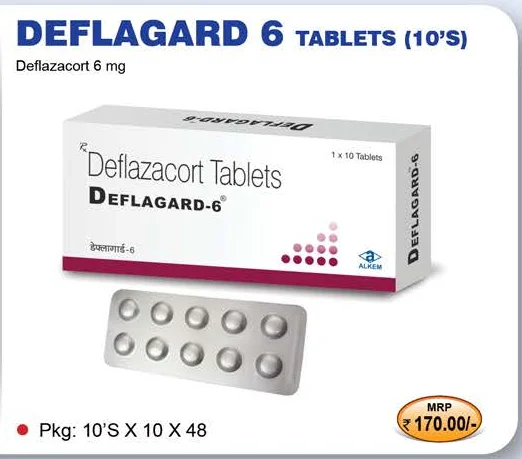 DEFLAGARD 6 TABLETS (10'S)
Deflazacort 6 mg
DEFLAGARD-6
Rx
Deflazacort Tablets
1 x 10 Tablets
DEFLAGARD-6®
डेफ्लागार्ड-6
ALKEM
DEFLAGARD-6
Pkg: 10'S X 10 X 48
MRP
₹ 170.00/-